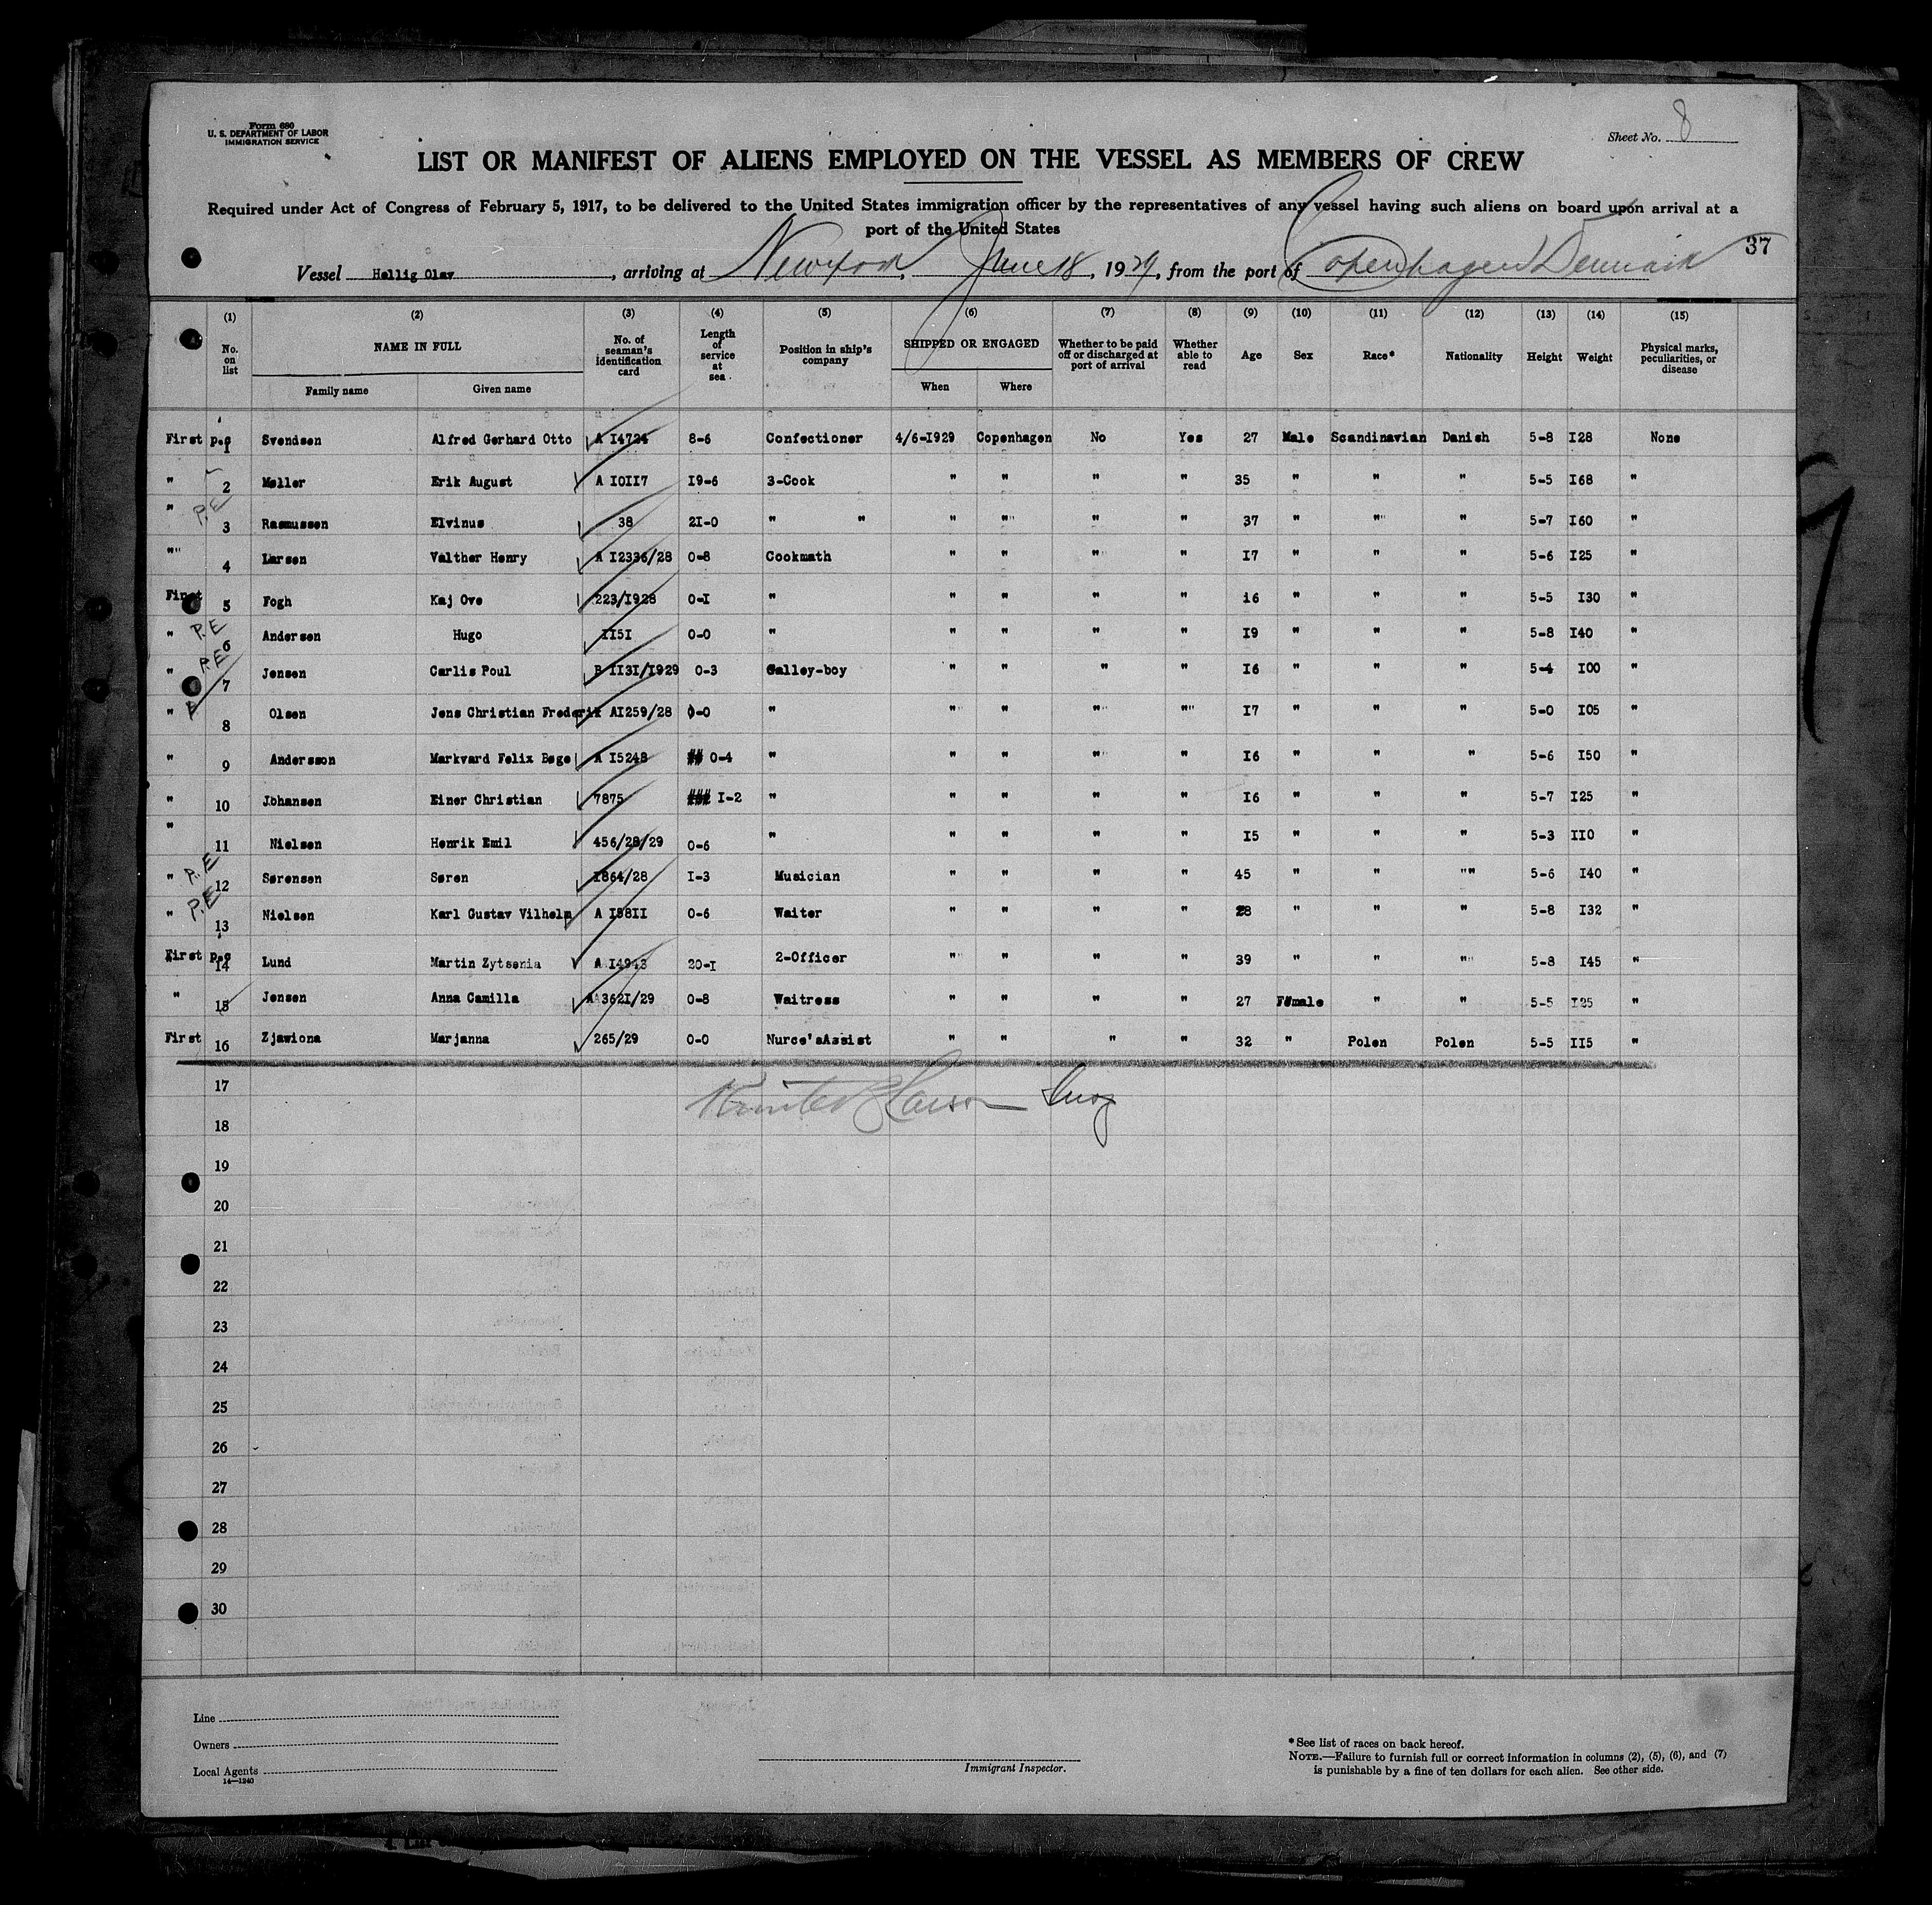 Form 680
U. S. DEPARTMENT OF LABOR
IMMIGRATION SERVICE
Sheet No. 8
LIST OR MANIFEST OF ALIENS EMPLOYED ON THE VESSEL AS MEMBERS OF CREW
Required under Act of Congress of February 5, 1917, to be delivered to the United States immigration officer by the representatives of any vessel having such aliens on board upon arrival at a
port of the United States
37
Vessel Hellig Olav, arriving at New York, June 18, 1929, from the port of Copenhagen Denmark
(1) (2) (3) (4) (5) (6) (7) (8) (9) (10) (11) (12) (13) (14) (15)
No. on list NAME IN FULL No. of seaman's identification card Length of service at sea Position in ship's company SHIPPED OR ENGAGED Whether to be paid off or discharged at port of arrival Whether able to read Age Sex Race* Nationality Height Weight Physical marks, peculiarities, or disease
Family name Given name When Where
First p.c 1 Svendsen Alfred Gerhard Otto A I4724 8-6 Confectioner 4/6-I929 Copenhagen No Yes 27 Male Scandinavian Danish 5-8 I28 None
" 2 Møller Erik August A I0II7 I9-6 3-Cook " " " " 35 " " " 5-5 I68 "
" P.E 3 Rasmussen Elvinus 38 2I-0 " " " " " " 37 " " " 5-7 I60 "
"" 4 Larsen Valther Henry A I2336/28 0-8 Cookmath " " " " I7 " " " 5-6 I25 "
First 5 Fogh Kaj Ove 223/I928 0-I " " " " " i6 " " " 5-5 I30 "
" P.E 6 Andersen Hugo II5I 0-0 " " " " " I9 " " " 5-8 I40 "
" P.E 7 Jensen Carlis Poul B II3I/I929 0-3 Galley-boy " " " " I6 " " " 5-4 I00 "
" 8 Olsen Jens Christian Frederik AI259/28 0-0 " " " " " I7 " " " 5-0 I05 "
" 9 Andersson Markvard Felix Bøge A I5248 0-4 " " " " " I6 " " " 5-6 I50 "
" 10 Johansen Einer Christian 7875 I-2 " " " " " I6 " " " 5-7 I25 "
" 11 Nielsen Henrik Emil 456/28/29 0-6 " " " " " I5 " " " 5-3 II0 "
" P.E 12 Sørensen Søren I864/28 I-3 Musician " " " " 45 " " "" 5-6 I40 "
" P.E 13 Nielsen Karl Gustav Vilhelm A I58II 0-6 Waiter " " " " 28 " " " 5-8 I32 "
First p.c 14 Lund Martin Zytsenia A I4943 20-I 2-Officer " " " " 39 " " " 5-8 I45 "
" 15 Jensen Anna Camilla A 362I/29 0-8 Waitress " " " " 27 Female " " 5-5 I25 "
First 16 Zjawiona Marjanna 265/29 0-0 Nurce'sAssist " " " " 32 " Polen Polen 5-5 II5 "
17
18
19
20
21
22
23
24
25
26
27
28
29
30
Line
Owners
Local Agents
14—1240
Immigrant Inspector.
* See list of races on back hereof.
NOTE.—Failure to furnish full or correct information in columns (2), (5), (6), and (7)
is punishable by a fine of ten dollars for each alien. See other side.